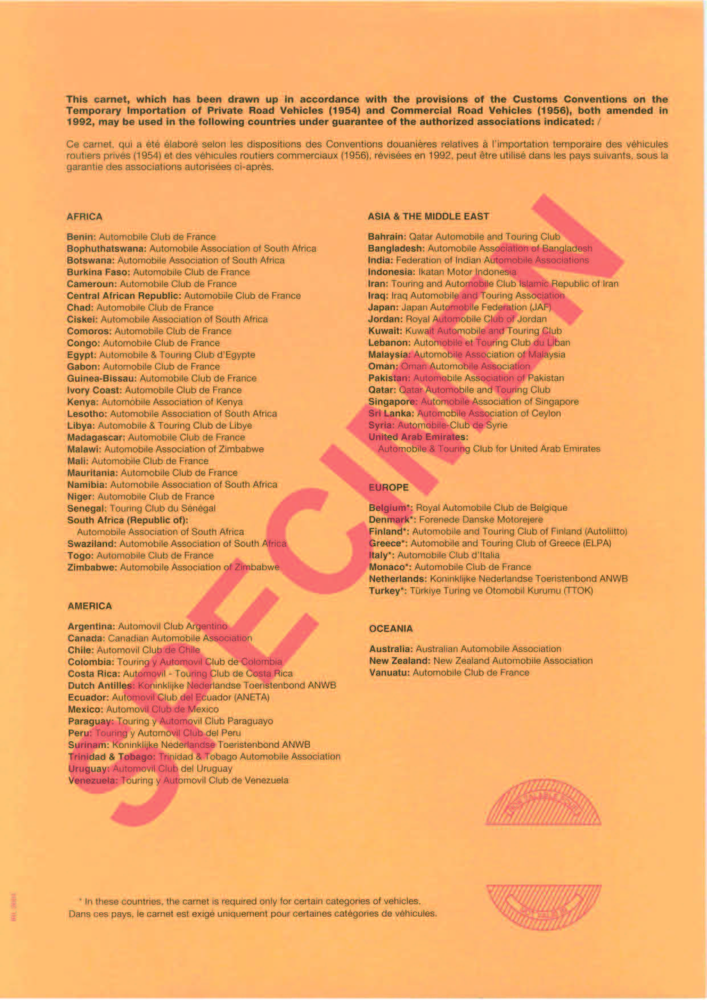 This carnet, which has been drawn up in accordance with the provisions of the Customs Conventions on the
Temporary Importation of Private Road Vehicles (1954) and Commercial Road Vehicles (1956), both amended in
1992, may be used in the following countries under guarantee of the authorized associations indicated: /
Ce carnet, qui a été élaboré selon les dispositions des Conventions douanières relatives à l'importation temporaire des véhicules
routiers privés (1954) et des véhicules routiers commerciaux (1956), révisées en 1992, peut être utilisé dans les pays suivants, sous la
garantie des associations autorisées ci-après.
AFRICA
Benin: Automobile Club de France
Bophuthatswana: Automobile Association of South Africa
Botswana: Automobile Association of South Africa
Burkina Faso: Automobile Club de France
Cameroun: Automobile Club de France
Central African Republic: Automobile Club de France
Chad: Automobile Club de France
Ciskei: Automobile Association of South Africa
Comoros: Automobile Club de France
Congo: Automobile Club de France
Egypt: Automobile & Touring Club d'Egypte
Gabon: Automobile Club de France
Guinea-Bissau: Automobile Club de France
Ivory Coast: Automobile Club de France
Kenya: Automobile Association of Kenya
Lesotho: Automobile Association of South Africa
Libya: Automobile & Touring Club de Libye
Madagascar: Automobile Club de France
Malawi: Automobile Association of Zimbabwe
Mali: Automobile Club de France
Mauritania: Automobile Club de France
Namibia: Automobile Association of South Africa
Niger: Automobile Club de France
Senegal: Touring Club du Sénégal
South Africa (Republic of):
Automobile Association of South Africa
Swaziland: Automobile Association of South Africa
Togo: Automobile Club de France
Zimbabwe: Automobile Association of Zimbabwe
AMERICA
Argentina: Automovil Club Argentino
Canada: Canadian Automobile Association
Chile: Automovil Club de Chile
Colombia: Touring y Automovil Club de Colombia
Costa Rica: Automovil - Touring Club de Costa Rica
Dutch Antilles: Koninklijke Nederlandse Toeristenbond ANWB
Ecuador: Automovil Club del Ecuador (ANETA)
Mexico: Automovil Club de Mexico
Paraguay: Touring y Automovil Club Paraguayo
Peru: Touring y Automovil Club del Peru
Surinam: Koninklijke Nederlandse Toeristenbond ANWB
Trinidad & Tobago: Trinidad & Tobago Automobile Association
Uruguay: Automovil Club del Uruguay
Venezuela: Touring y Automovil Club de Venezuela
ASIA & THE MIDDLE EAST
Bahrain: Qatar Automobile and Touring Club
Bangladesh: Automobile Association of Bangladesh
India: Federation of Indian Automobile Associations
Indonesia: Ikatan Motor Indonesia
Iran: Touring and Automobile Club Islamic Republic of Iran
Iraq: Iraq Automobile and Touring Association
Japan: Japan Automobile Federation (JAF)
Jordan: Royal Automobile Club of Jordan
Kuwait: Kuwait Automobile and Touring Club
Lebanon: Automobile et Touring Club du Liban
Malaysia: Automobile Association of Malaysia
Oman: Oman Automobile Association
Pakistan: Automobile Association of Pakistan
Qatar: Qatar Automobile and Touring Club
Singapore: Automobile Association of Singapore
Sri Lanka: Automobile Association of Ceylon
Syria: Automobile-Club de Syrie
United Arab Emirates:
Automobile & Touring Club for United Arab Emirates
EUROPE
Belgium*: Royal Automobile Club de Belgique
Denmark*: Forenede Danske Motorejere
Finland*: Automobile and Touring Club of Finland (Autoliitto)
Greece*: Automobile and Touring Club of Greece (ELPA)
Italy*: Automobile Club d'Italia
Monaco*: Automobile Club de France
Netherlands: Koninklijke Nederlandse Toeristenbond ANWB
Turkey*: Türkiye Turing ve Otomobil Kurumu (TTOK)
OCEANIA
Australia: Australian Automobile Association
New Zealand: New Zealand Automobile Association
Vanuatu: Automobile Club de France
SPECIMEN
* In these countries, the carnet is required only for certain categories of vehicles.
Dans ces pays, le carnet est exigé uniquement pour certaines catégories de véhicules.